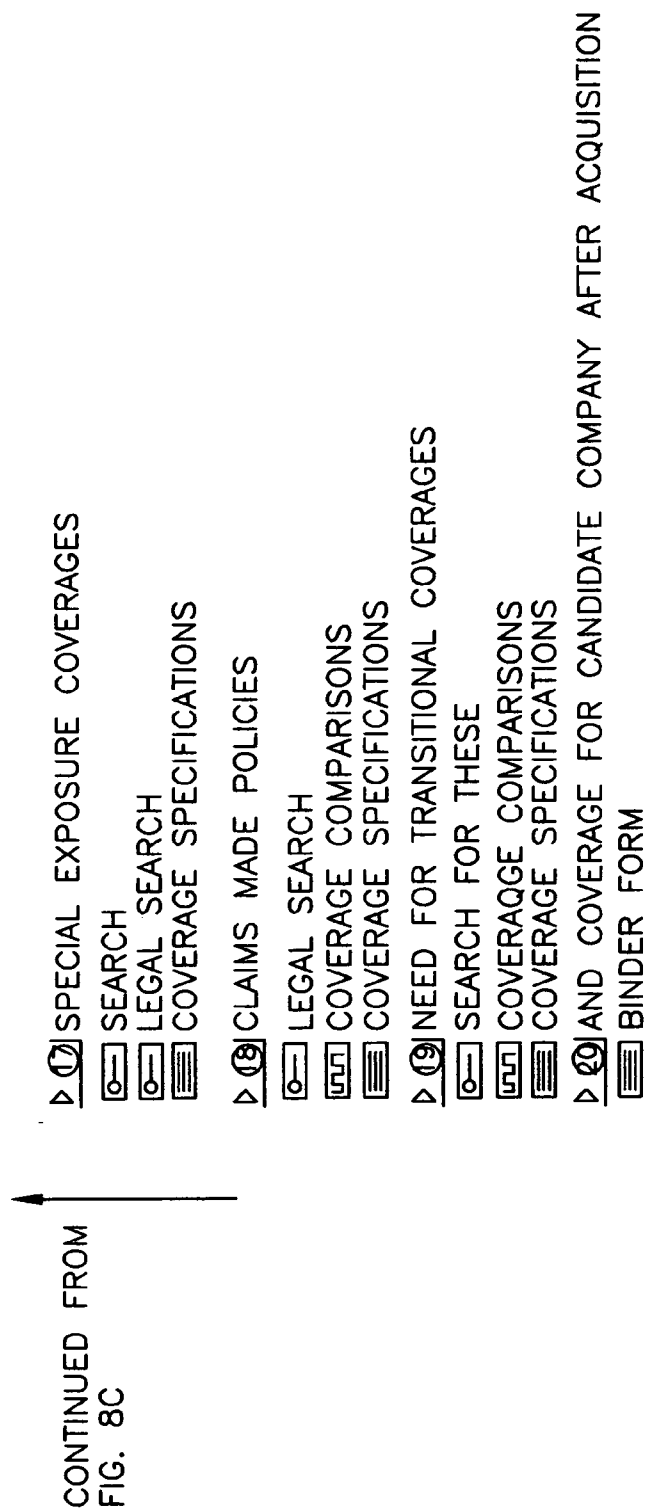 CONTINUED FROM
FIG. 8C
17 SPECIAL EXPOSURE COVERAGES
SEARCH
LEGAL SEARCH
COVERAGE SPECIFICATIONS
18 CLAIMS MADE POLICIES
LEGAL SEARCH
COVERAGE COMPARISONS
COVERAGE SPECIFICATIONS
19 NEED FOR TRANSITIONAL COVERAGES
SEARCH FOR THESE
COVERAQGE COMPARISONS
COVERAGE SPECIFICATIONS
20 AND COVERAGE FOR CANDIDATE COMPANY AFTER ACQUISITION
BINDER FORM